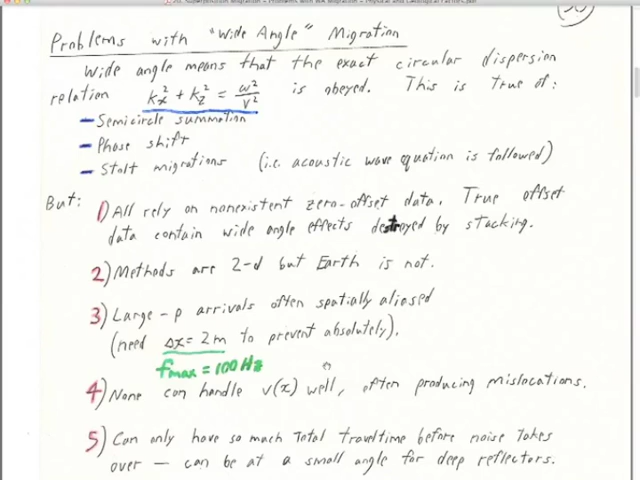 Problems with "Wide Angle" Migration
Wide angle means that the exact circular dispersion
relation kx² + kz² = ω²/v² is obeyed. This is true of:
– Semicircle summation
– Phase shift
– Stolt migrations (i.e. acoustic wave equation is followed)
But: 1) All rely on nonexistent zero-offset data. True offset
data contain wide angle effects destroyed by stacking.
2) Methods are 2-d but Earth is not.
3) Large-p arrivals often spatially aliased
(need Δx = 2m to prevent absolutely).
fmax = 100 Hz
4) None can handle v(x) well, often producing mislocations.
5) Can only have so much total traveltime before noise takes
over — can be at a small angle for deep reflectors.